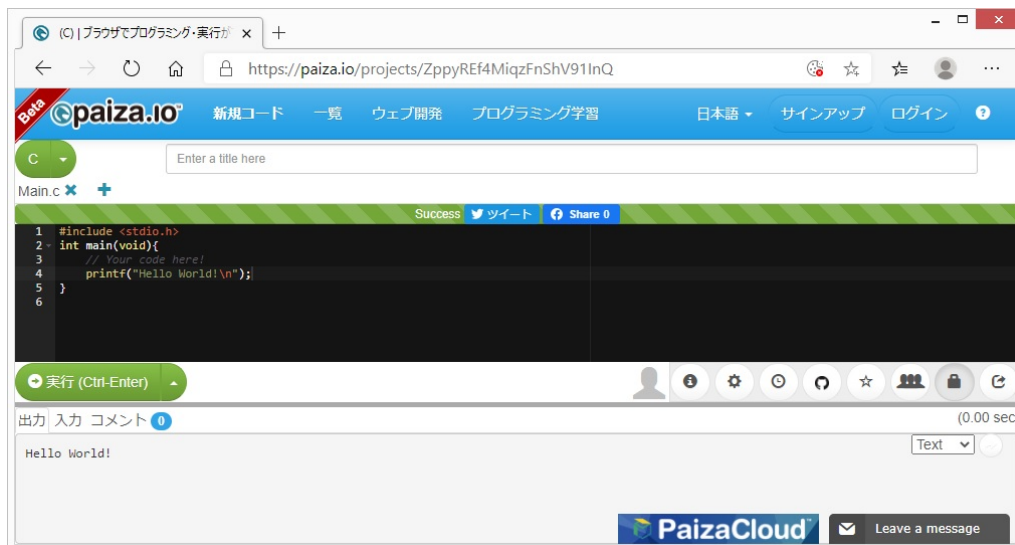 (C) | ブラウザでプログラミング・実行が
https://paiza.io/projects/ZppyREf4MiqzFnShV91InQ
Beta
paiza.IO
新規コード 一覧 ウェブ開発 プログラミング学習 日本語 サインアップ ログイン ?
C
Enter a title here
Main.c
Success ツイート Share 0
1 #include <stdio.h>
2 int main(void){
3 // Your code here!
4 printf("Hello World!\n");
5 }
6
実行 (Ctrl-Enter)
出力 入力 コメント 0
(0.00 sec
Hello World!
Text
PaizaCloud
Leave a message